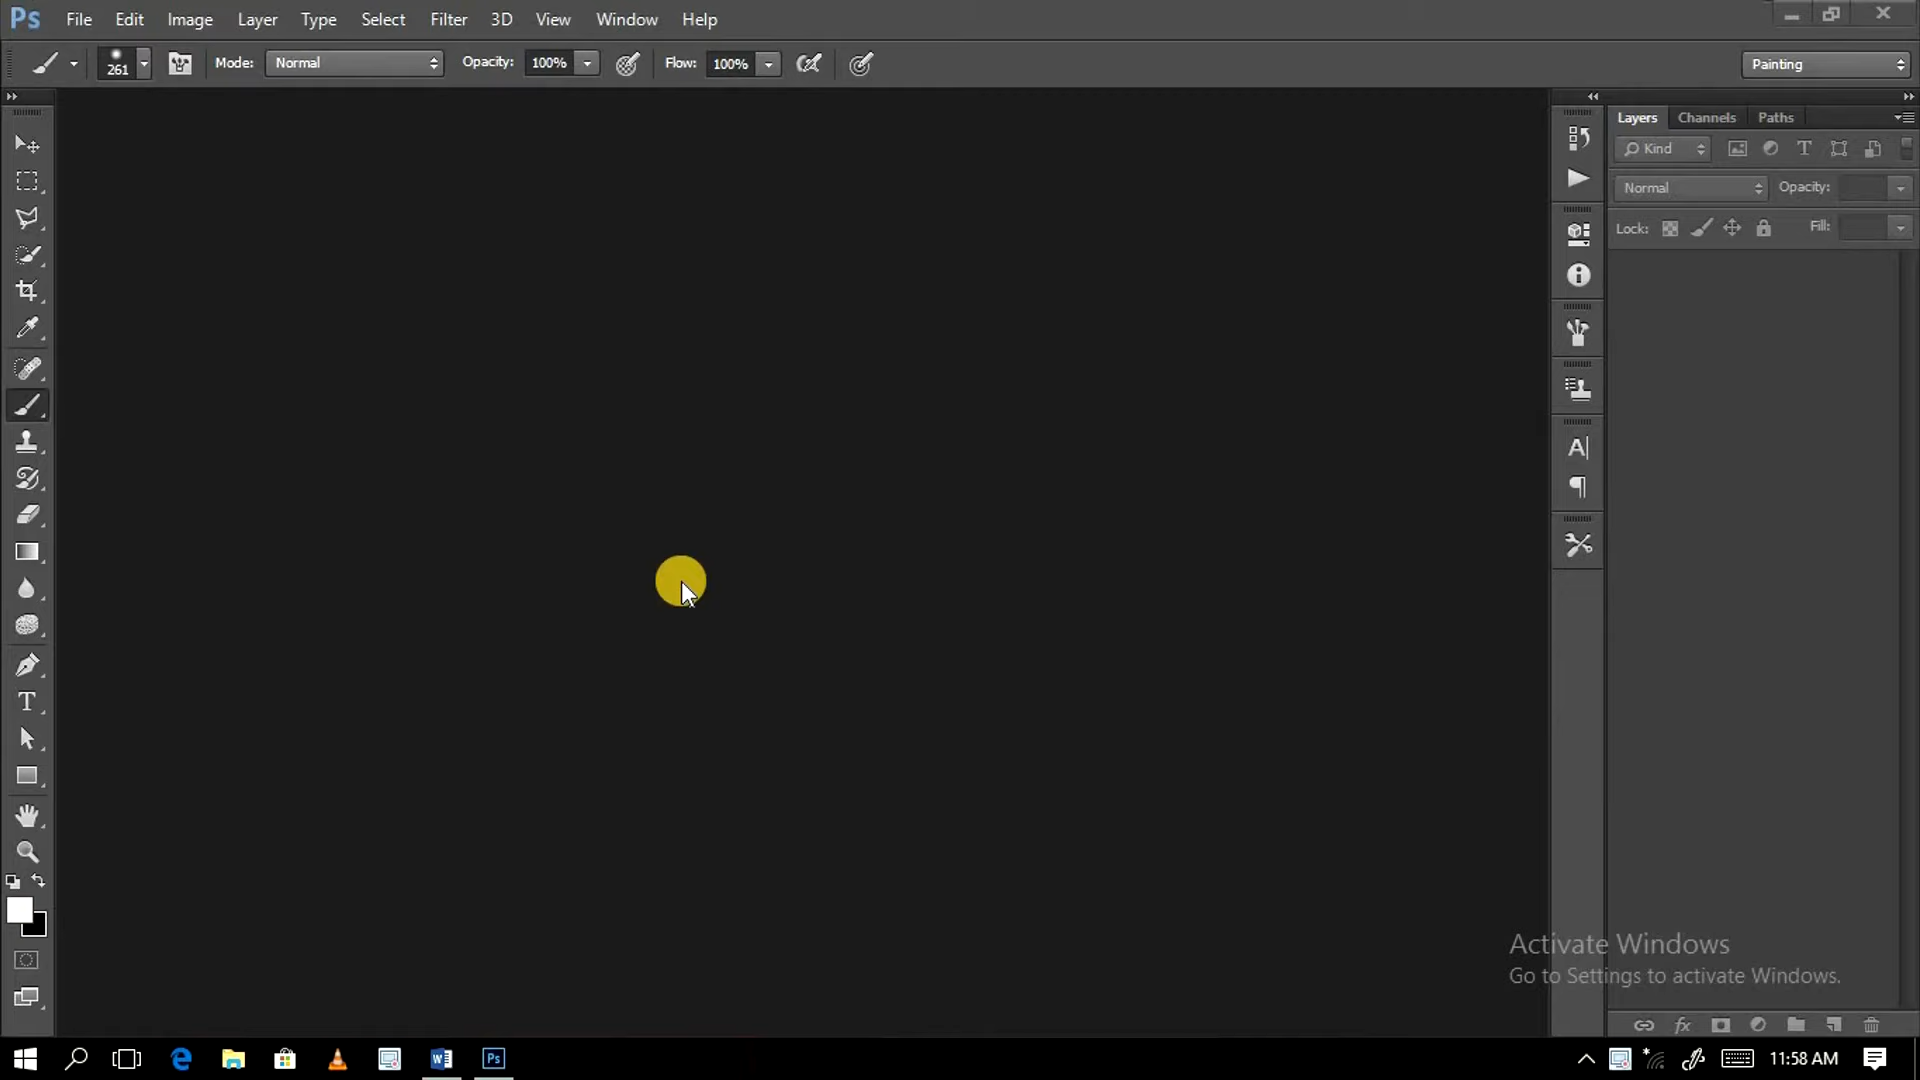 Ps File Edit Image Layer Type Select Filter 3D View Window Help
261 Mode: Normal Opacity: 100% Flow: 100% Painting
Layers Channels Paths
Kind T
Normal Opacity:
Lock: Fill:
A|
¶
T
Activate Windows
Go to Settings to activate Windows.
fx
Ps 11:58 AM